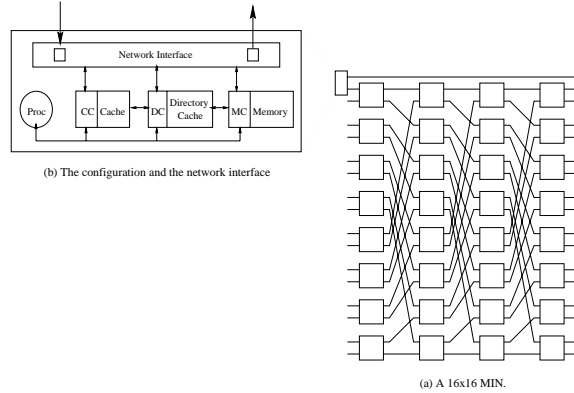 Network Interface
Proc
CC
Cache
DC
Directory
Cache
MC
Memory
(b) The configuration and the network interface
(a) A 16x16 MIN.